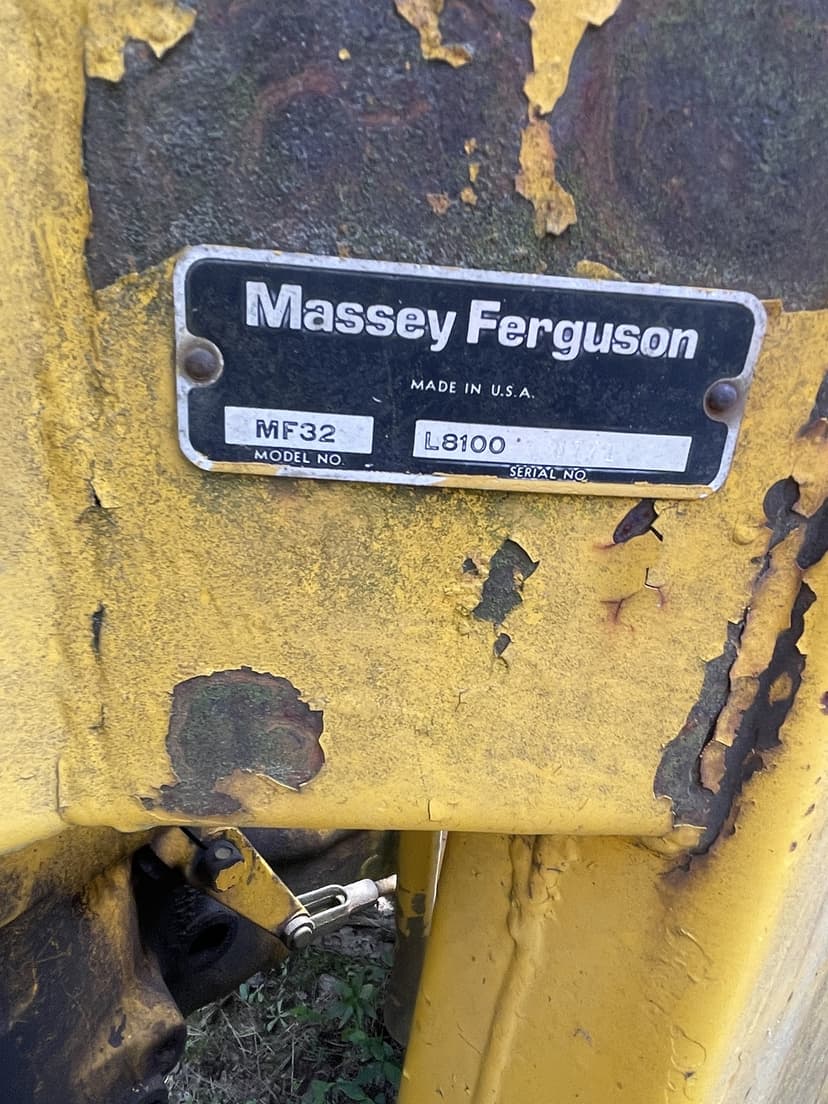 Massey Ferguson
MADE IN U.S.A.
MF32 L8100
MODEL NO. SERIAL NO.